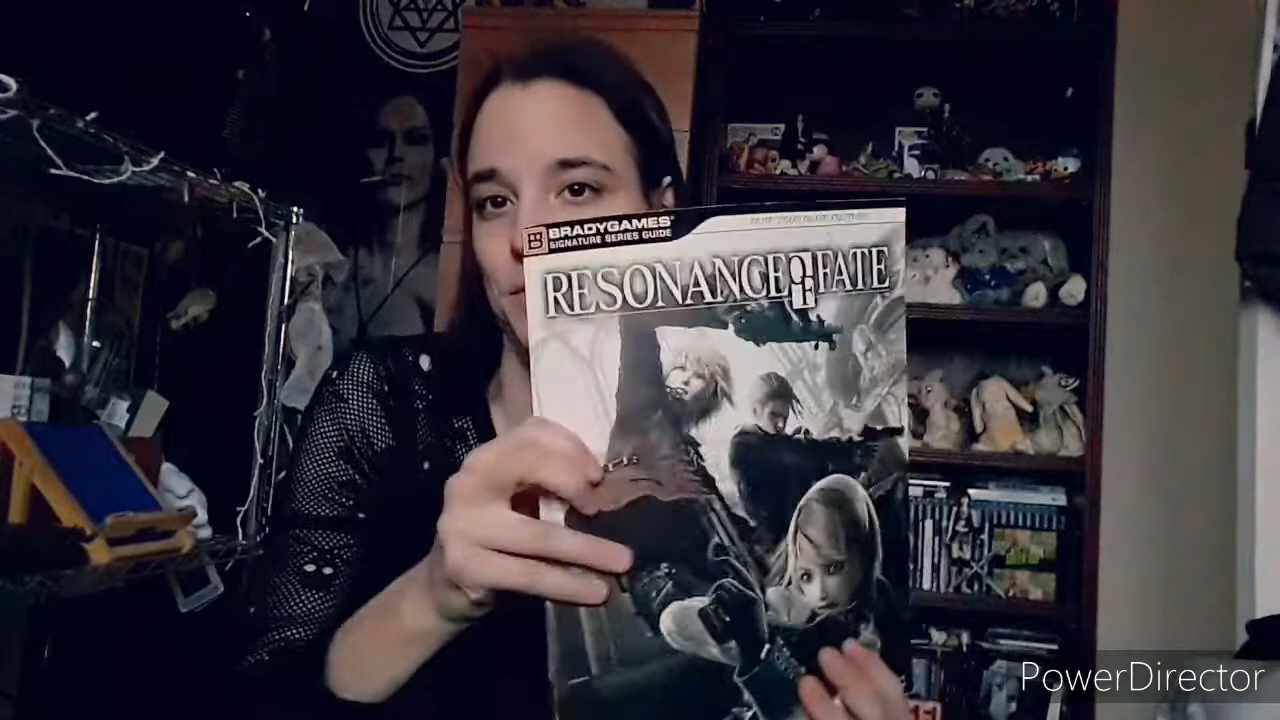 BRADYGAMES®
SIGNATURE SERIES GUIDE
RESONANCE OF FATE
PowerDirector